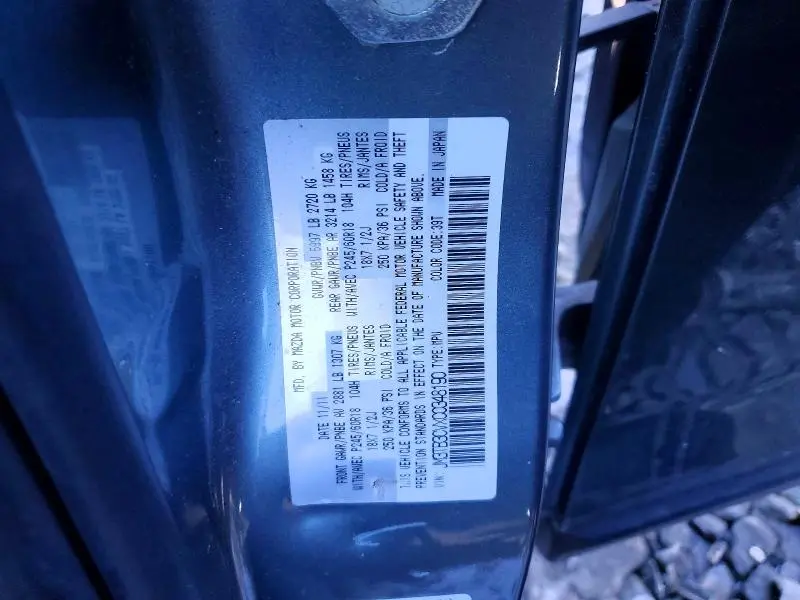 MFD. BY MAZDA MOTOR CORPORATION
DATE 11/11 GVWR/PNBV 5997 LB 2720 KG
FRONT GAWR/PNBE AV 2881 LB 1307 KG REAR GAWR/PNBE AR 3214 LB 1458 KG
WITH/AVEC P245/60R18 104H TIRES/PNEUS WITH/AVEC P245/60R18 104H TIRES/PNEUS
18X7 1/2J RIMS/JANTES 18X7 1/2J RIMS/JANTES
250 KPA/36 PSI COLD/A FROID 250 KPA/36 PSI COLD/A FROID
THIS VEHICLE CONFORMS TO ALL APPLICABLE FEDERAL MOTOR VEHICLE SAFETY AND THEFT
PREVENTION STANDARDS IN EFFECT ON THE DATE OF MANUFACTURE SHOWN ABOVE.
VIN: JM3TB3CVXC0348190 TYPE:MPV COLOR CODE:39T MADE IN JAPAN